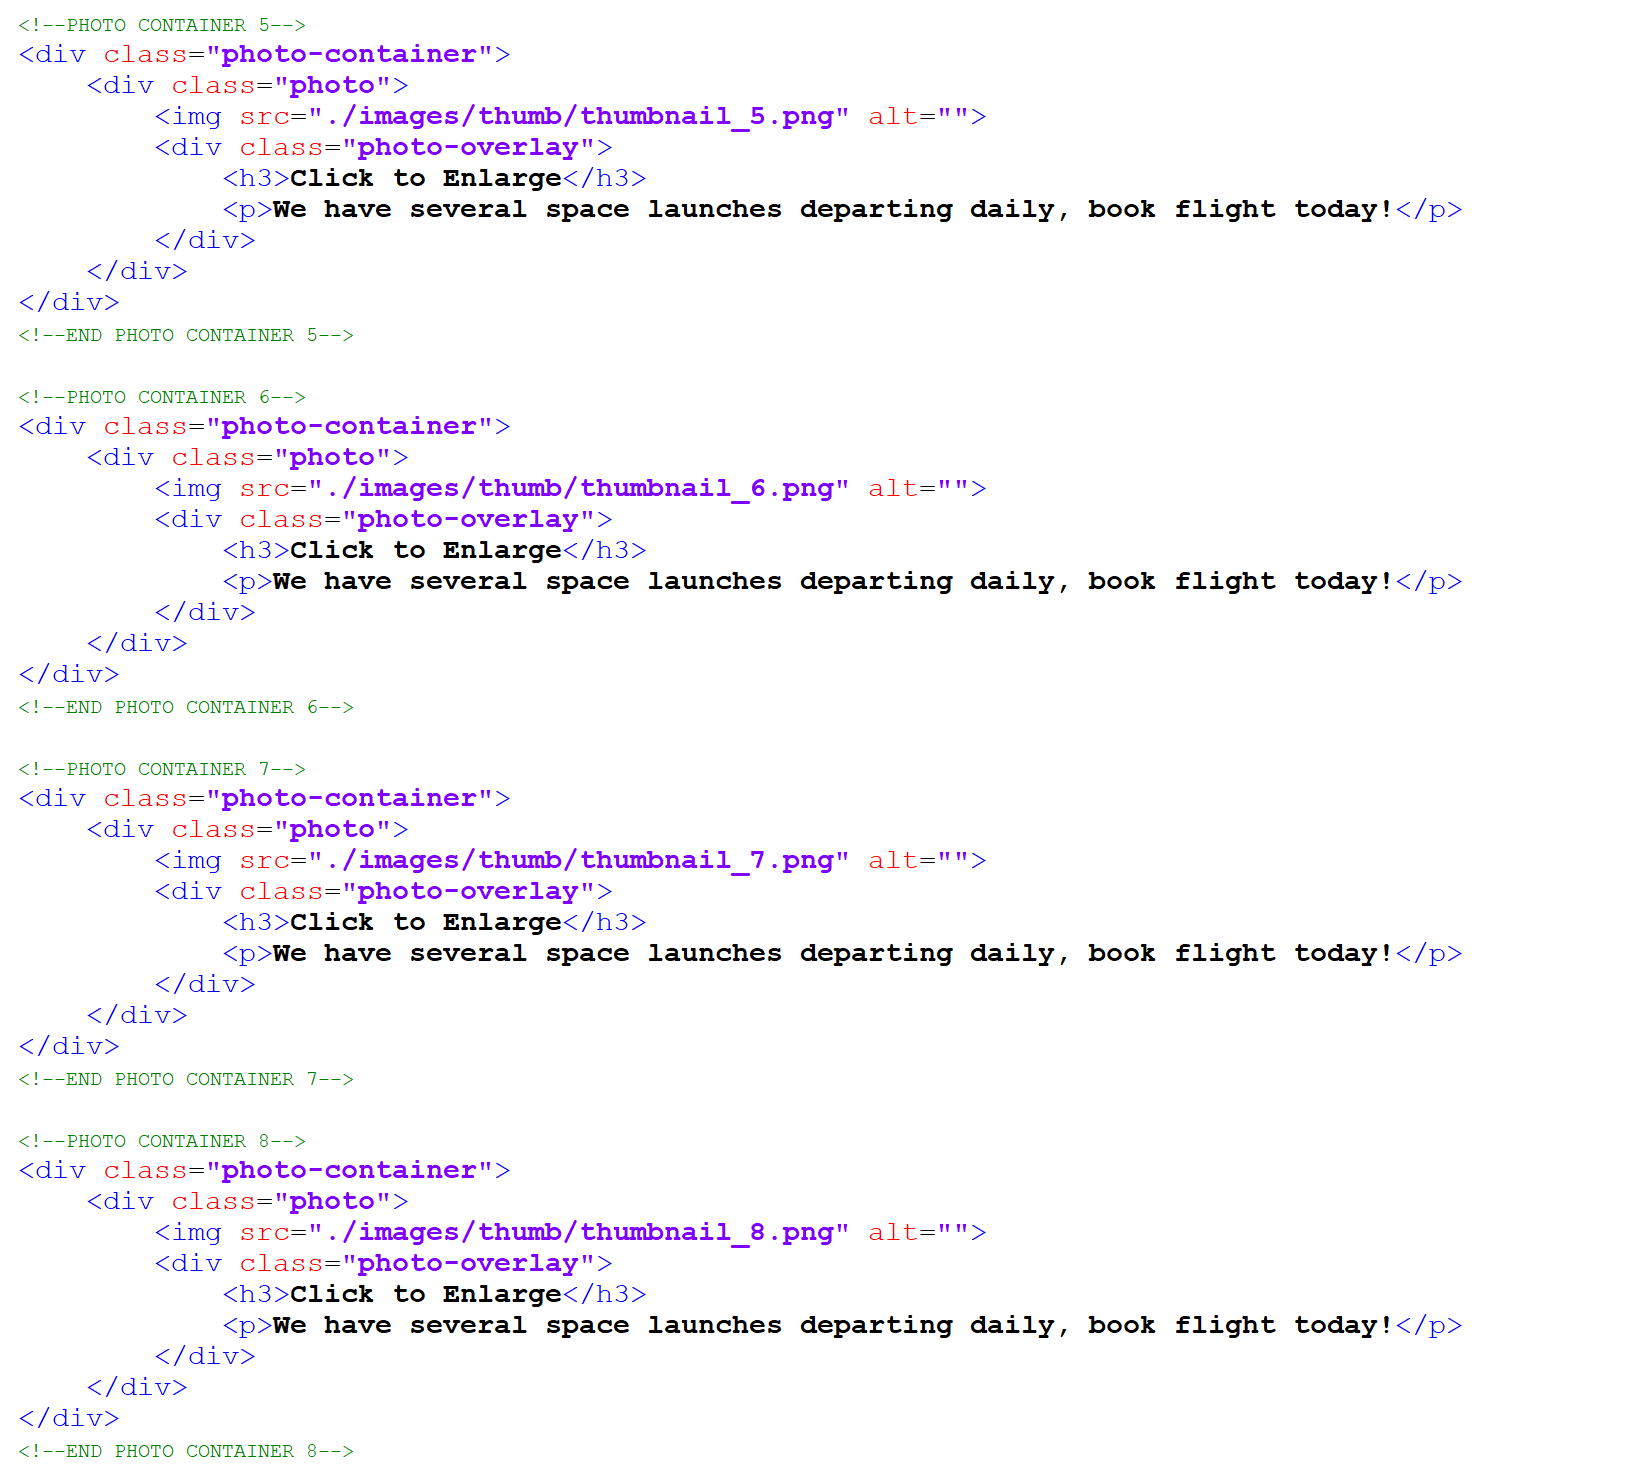 <!--PHOTO CONTAINER 5-->
<div class="photo-container">
    <div class="photo">
        <img src="./images/thumb/thumbnail_5.png" alt="">
        <div class="photo-overlay">
            <h3>Click to Enlarge</h3>
            <p>We have several space launches departing daily, book flight today!</p>
        </div>
    </div>
</div>
<!--END PHOTO CONTAINER 5-->

<!--PHOTO CONTAINER 6-->
<div class="photo-container">
    <div class="photo">
        <img src="./images/thumb/thumbnail_6.png" alt="">
        <div class="photo-overlay">
            <h3>Click to Enlarge</h3>
            <p>We have several space launches departing daily, book flight today!</p>
        </div>
    </div>
</div>
<!--END PHOTO CONTAINER 6-->

<!--PHOTO CONTAINER 7-->
<div class="photo-container">
    <div class="photo">
        <img src="./images/thumb/thumbnail_7.png" alt="">
        <div class="photo-overlay">
            <h3>Click to Enlarge</h3>
            <p>We have several space launches departing daily, book flight today!</p>
        </div>
    </div>
</div>
<!--END PHOTO CONTAINER 7-->

<!--PHOTO CONTAINER 8-->
<div class="photo-container">
    <div class="photo">
        <img src="./images/thumb/thumbnail_8.png" alt="">
        <div class="photo-overlay">
            <h3>Click to Enlarge</h3>
            <p>We have several space launches departing daily, book flight today!</p>
        </div>
    </div>
</div>
<!--END PHOTO CONTAINER 8-->